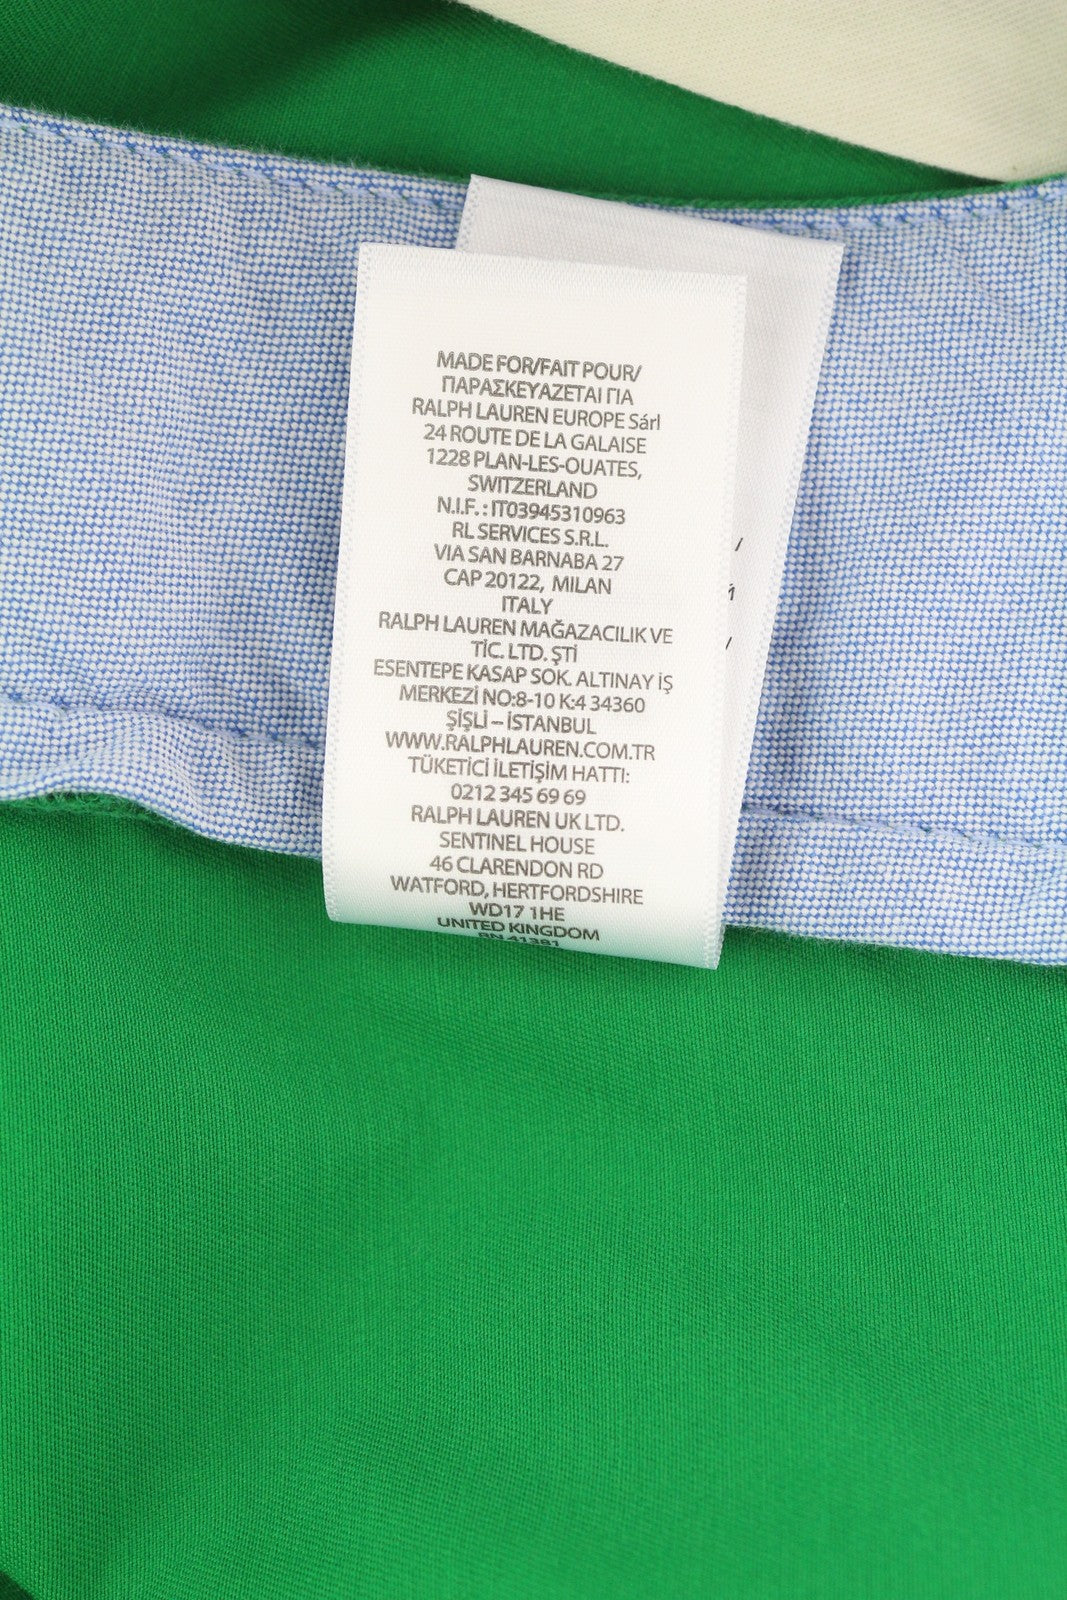 MADE FOR/FAIT POUR/
ΠΑΡΑΣΚΕΥΑΖΕΤΑΙ ΓΙΑ
RALPH LAUREN EUROPE Sárl
24 ROUTE DE LA GALAISE
1228 PLAN-LES-OUATES,
SWITZERLAND
N.I.F. : IT03945310963
RL SERVICES S.R.L.
VIA SAN BARNABA 27
CAP 20122, MILAN
ITALY
RALPH LAUREN MAĞAZACILIK VE
TİC. LTD. ŞTİ
ESENTEPE KASAP SOK. ALTINAY İŞ
MERKEZİ NO:8-10 K:4 34360
ŞİŞLİ – İSTANBUL
WWW.RALPHLAUREN.COM.TR
TÜKETİCİ İLETİŞİM HATTI:
0212 345 69 69
RALPH LAUREN UK LTD.
SENTINEL HOUSE
46 CLARENDON RD
WATFORD, HERTFORDSHIRE
WD17 1HE
UNITED KINGDOM
RN 41381